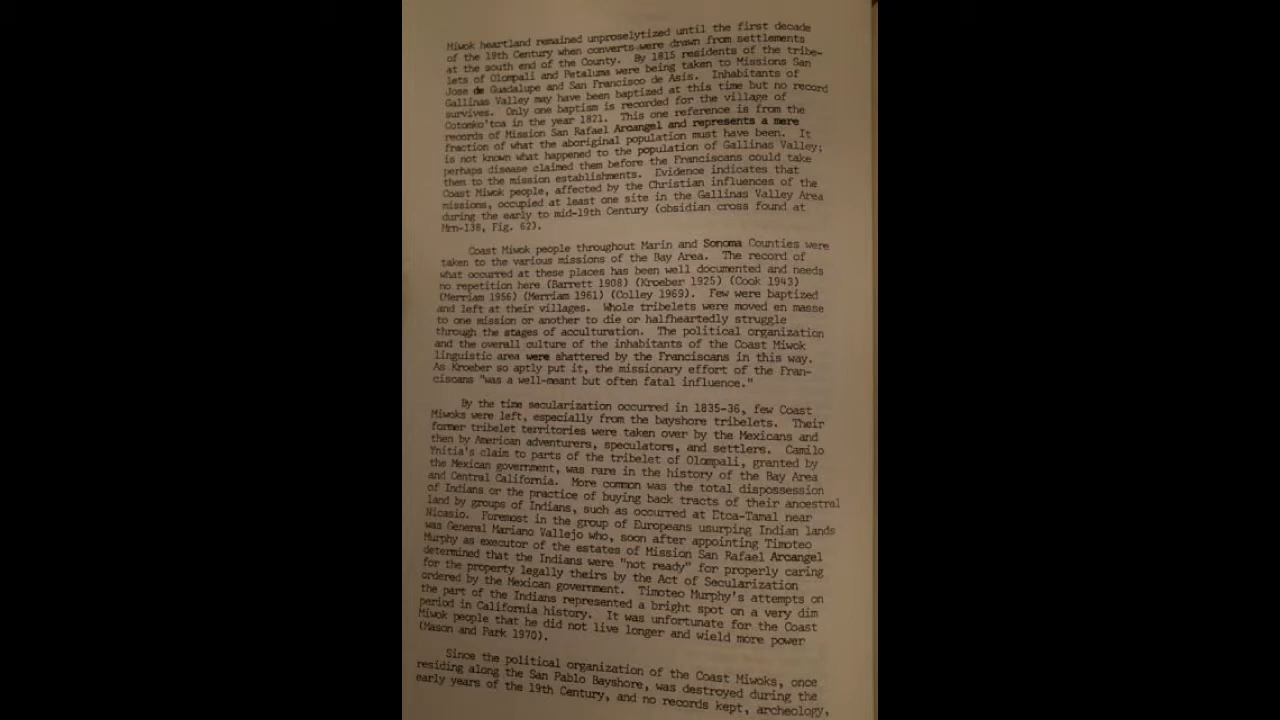 Miwok heartland remained unproselytized until the first decade
of the 19th Century when converts were drawn from settlements
at the south end of the County. By 1815 residents of the tribe-
lets of Olompali and Petaluma were being taken to Missions San
Jose de Guadalupe and San Francisco de Asis. Inhabitants of
Gallinas Valley may have been baptized at this time but no record
survives. Only one baptism is recorded for the village of
Cotomko'tca in the year 1821. This one reference is from the
records of Mission San Rafael Arcangel and represents a mere
fraction of what the aboriginal population must have been. It
is not known what happened to the population of Gallinas Valley;
perhaps disease claimed them before the Franciscans could take
them to the mission establishments. Evidence indicates that
Coast Miwok people, affected by the Christian influences of the
missions, occupied at least one site in the Gallinas Valley Area
during the early to mid-19th Century (obsidian cross found at
Mrn-138, Fig. 62).
Coast Miwok people throughout Marin and Sonoma Counties were
taken to the various missions of the Bay Area. The record of
what occurred at these places has been well documented and needs
no repetition here (Barrett 1908) (Kroeber 1925) (Cook 1943)
(Merriam 1956) (Merriam 1961) (Colley 1969). Few were baptized
and left at their villages. Whole tribelets were moved en masse
to one mission or another to die or halfheartedly struggle
through the stages of acculturation. The political organization
and the overall culture of the inhabitants of the Coast Miwok
linguistic area were shattered by the Franciscans in this way.
As Kroeber so aptly put it, the missionary effort of the Fran-
ciscans "was a well-meant but often fatal influence."
By the time secularization occurred in 1835-36, few Coast
Miwoks were left, especially from the bayshore tribelets. Their
former tribelet territories were taken over by the Mexicans and
then by American adventurers, speculators, and settlers. Camilo
Ynitia's claim to parts of the tribelet of Olompali, granted by
the Mexican government, was rare in the history of the Bay Area
and Central California. More common was the total dispossession
of Indians or the practice of buying back tracts of their ancestral
land by groups of Indians, such as occurred at Etca-Tamal near
Nicasio. Foremost in the group of Europeans usurping Indian lands
was General Mariano Vallejo who, soon after appointing Timoteo
Murphy as executor of the estates of Mission San Rafael Arcangel
determined that the Indians were "not ready" for properly caring
for the property legally theirs by the Act of Secularization
ordered by the Mexican government. Timoteo Murphy's attempts on
the part of the Indians represented a bright spot on a very dim
period in California history. It was unfortunate for the Coast
Miwok people that he did not live longer and wield more power
(Mason and Park 1970).
Since the political organization of the Coast Miwoks, once
residing along the San Pablo Bayshore, was destroyed during the
early years of the 19th Century, and no records kept, archeology,